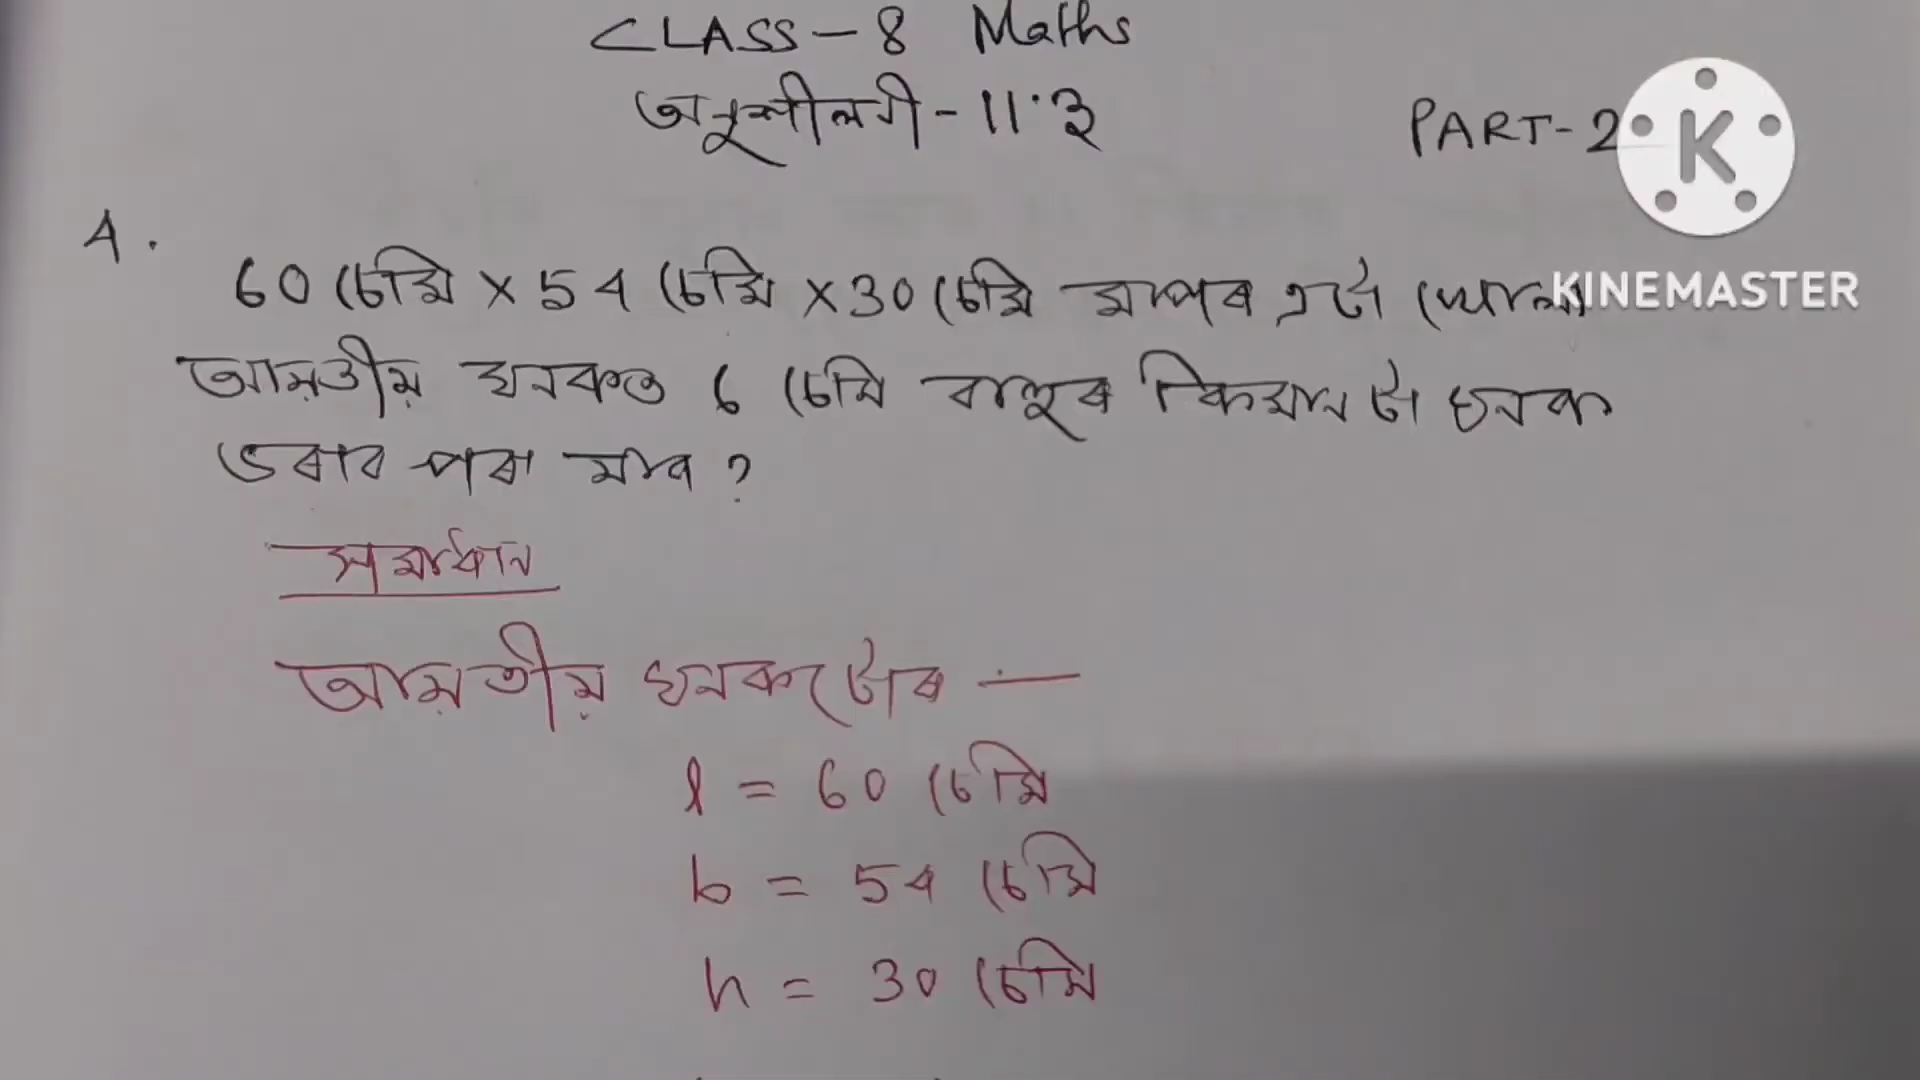 CLASS - 8 Maths
অনুশীলনী - 11.3
PART-2
K
KINEMASTER
4.
60 চেমি x 54 চেমি x 30 চেমি মাপৰ এটা খোলা
আয়তীয় ঘনকত 6 চেমি বাহুৰ কিমানটা ঘনক
ভৰাব পৰা যাব?
সমাধান
আয়তীয় ঘনকটোৰ —
l = 60 চেমি
b = 54 চেমি
h = 30 চেমি